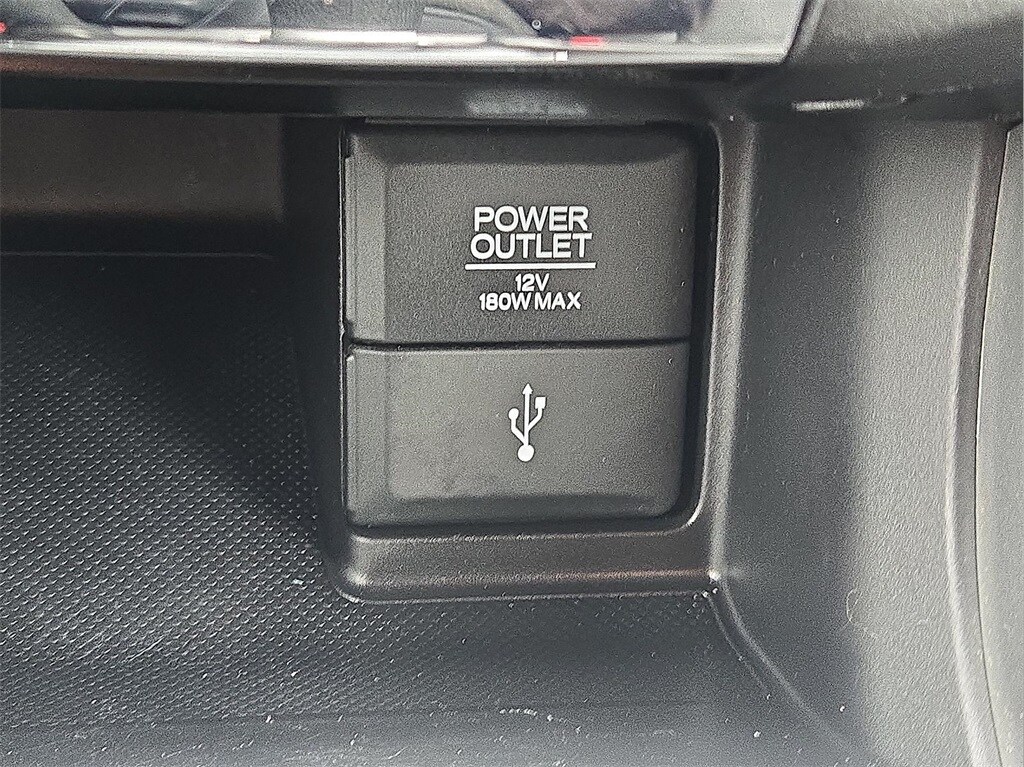 POWER
OUTLET
12V
180W MAX